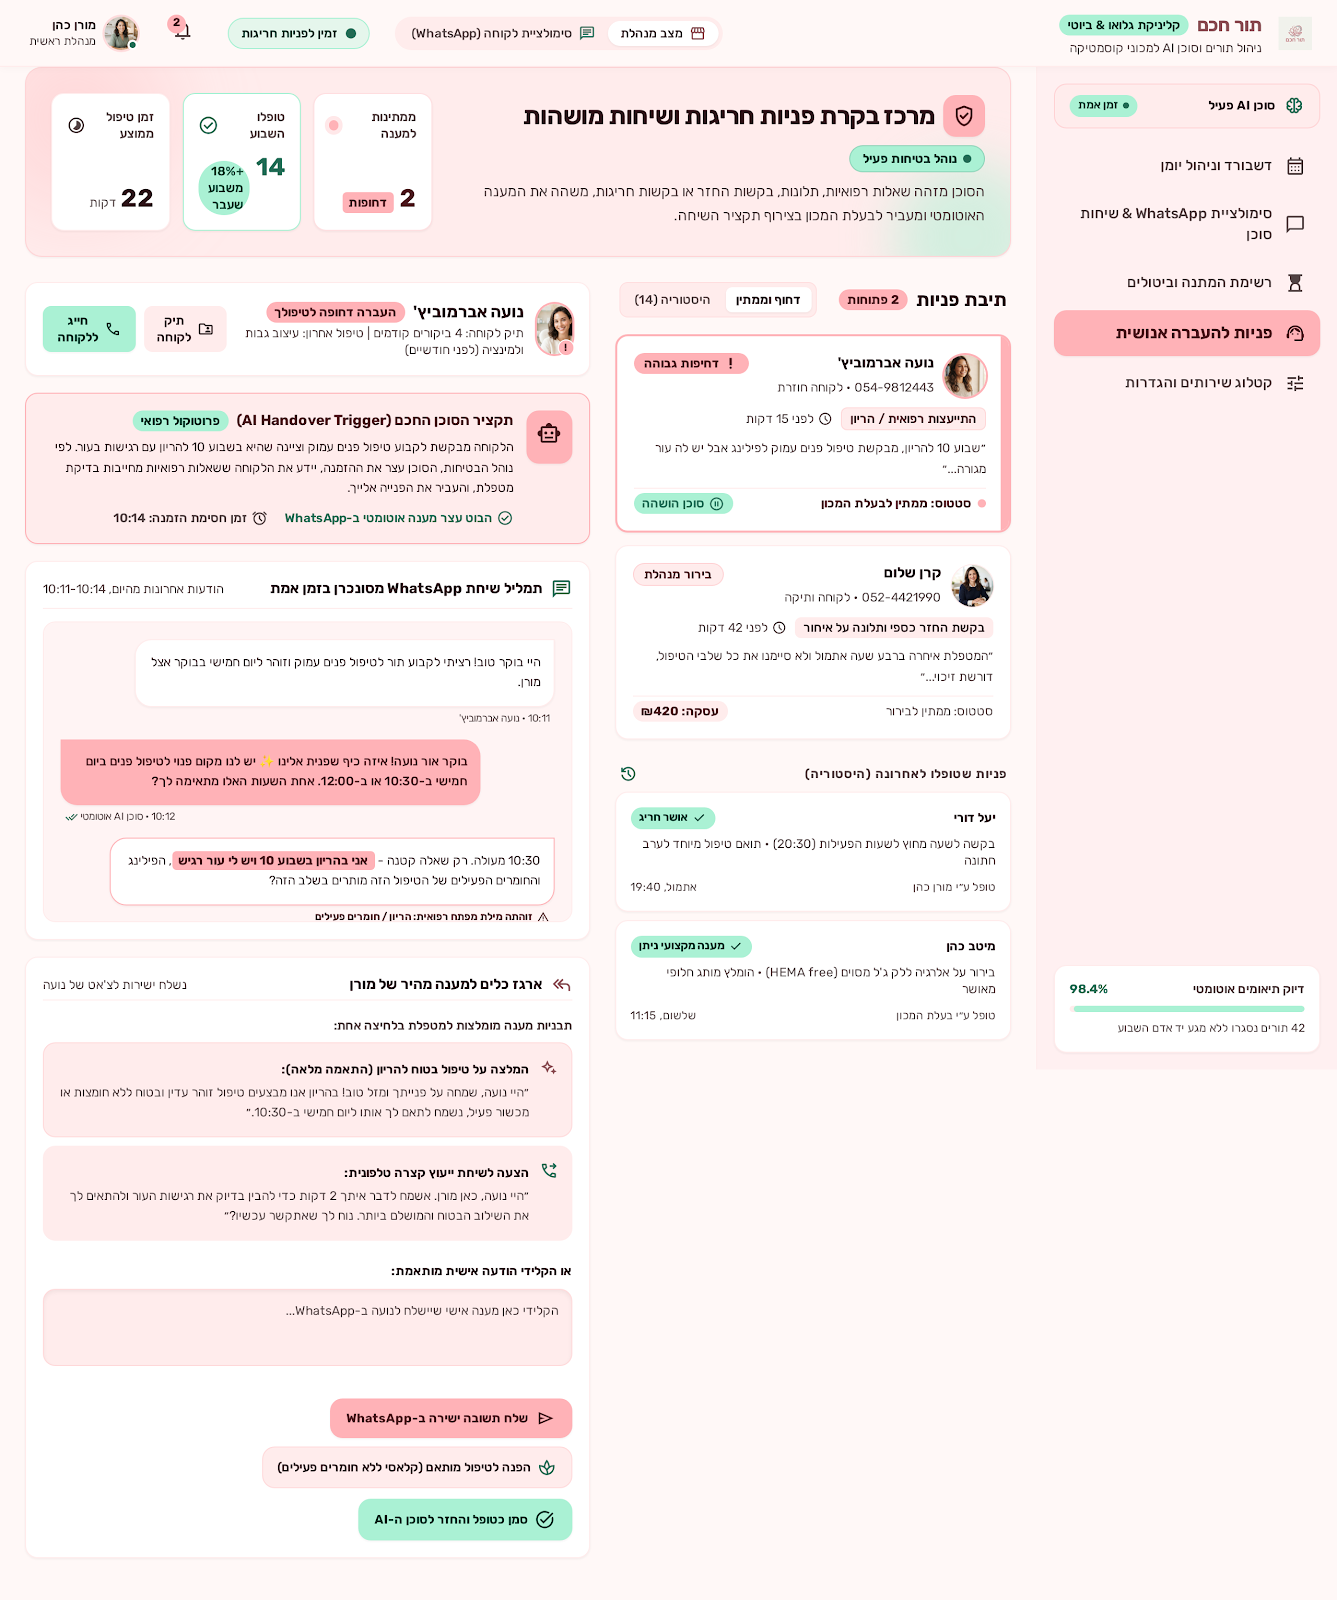 תור חכם
תור חכם
קליניקת גלואו & ביוטי
ניהול תורים וסוכן AI למכוני קוסמטיקה
מצב מנהלת
סימולציית לקוחה (WhatsApp)
זמין לפניות חריגות
2
מורן כהן
מנהלת ראשית
סוכן AI פעיל
זמן אמת
דשבורד וניהול יומן
סימולציית WhatsApp & שיחות
סוכן
רשימת המתנה וביטולים
פניות להעברה אנושית
קטלוג שירותים והגדרות
דיוק תיאומים אוטומטי
98.4%
42 תורים נסגרו ללא מגע יד אדם השבוע
מרכז בקרת פניות חריגות ושיחות מושהות
נוהל בטיחות פעיל
הסוכן מזהה שאלות רפואיות, תלונות, בקשות החזר או בקשות חריגות, משהה את המענה
האוטומטי ומעביר לבעלת המכון בצירוף תקציר השיחה.
ממתינות
למענה
2 דחופות
טופלו
השבוע
14
+18%
משבוע
שעבר
זמן טיפול
ממוצע
22 דקות
תיבת פניות
2 פתוחות
דחוף וממתין
היסטוריה (14)
נועה אברמוביץ'
דחיפות גבוהה
054-9812443 • לקוחה חוזרת
התייעצות רפואית / הריון
לפני 15 דקות
״שבוע 10 להריון, מבקשת טיפול פנים עמוק לפילינג אבל יש לה עור
מגורה...״
סטטוס: ממתין לבעלת המכון
סוכן הושהה
קרן שלום
בירור מנהלת
052-4421990 • לקוחה ותיקה
בקשת החזר כספי ותלונה על איחור
לפני 42 דקות
״המטפלת איחרה ברבע שעה אתמול ולא סיימנו את כל שלבי הטיפול,
דורשת זיכוי...״
סטטוס: ממתין לבירור
עסקה: 420₪
פניות שטופלו לאחרונה (היסטוריה)
יעל דורי
אושר חריג
בקשה לשעה מחוץ לשעות הפעילות (20:30) • תואם טיפול מיוחד לערב
חתונה
טופל ע״י מורן כהן
אתמול, 19:40
מיטב כהן
מענה מקצועי ניתן
בירור על אלרגיה ללק ג'ל מסוים (HEMA free) • הומלץ מותג חלופי
מאושר
טופל ע״י בעלת המכון
שלשום, 11:15
נועה אברמוביץ'
העברה דחופה לטיפולך
תיק לקוחה: 4 ביקורים קודמים | טיפול אחרון: עיצוב גבות
ולמינציה (לפני חודשיים)
תיק
לקוחה
חייג
ללקוחה
תקציר הסוכן החכם (AI Handover Trigger)
פרוטוקול רפואי
הלקוחה מבקשת לקבוע טיפול פנים עמוק וציינה שהיא בשבוע 10 להריון עם רגישות בעור. לפי
נוהל הבטיחות, הסוכן עצר את ההזמנה, יידע את הלקוחה ששאלות רפואיות מחייבות בדיקת
מטפלת, והעביר את הפנייה אלייך.
הבוט עצר מענה אוטומטי ב-WhatsApp
זמן חסימת הזמנה: 10:14
תמליל שיחת WhatsApp מסונכרן בזמן אמת
הודעות אחרונות מהיום, 10:11-10:14
היי בוקר טוב! רציתי לקבוע תור לטיפול פנים עמוק וזוהר ליום חמישי בבוקר אצל
מורן.
10:11 • נועה אברמוביץ'
בוקר אור נועה! איזה כיף שפנית אלינו ✨ יש לנו מקום פנוי לטיפול פנים ביום
חמישי ב-10:30 או ב-12:00. אחת השעות האלו מתאימה לך?
10:12 • סוכן AI אוטומטי
10:30 מעולה. רק שאלה קטנה - אני בהריון בשבוע 10 ויש לי עור רגיש, הפילינג
והחומרים הפעילים של הטיפול הזה מותרים בשלב הזה?
זוהתה מילת מפתח רפואית: הריון / חומרים פעילים
ארגז כלים למענה מהיר של מורן
נשלח ישירות לצ'אט של נועה
תבניות מענה מומלצות למטפלת בלחיצה אחת:
המלצה על טיפול בטוח להריון (התאמה מלאה):
״היי נועה, שמחה על פנייתך ומזל טוב! בהריון אנו מבצעים טיפול זוהר עדין ובטוח ללא חומצות או
מכשור פעיל, נשמח לתאם לך אותו ליום חמישי ב-10:30.״
הצעה לשיחת ייעוץ קצרה טלפונית:
״היי נועה, כאן מורן. אשמח לדבר איתך 2 דקות כדי להבין בדיוק את רגישות העור ולהתאים לך
את השילוב הבטוח והמושלם ביותר. נוח לך שאתקשר עכשיו?״
או הקלידי הודעה אישית מותאמת:
הקלידי כאן מענה אישי שיישלח לנועה ב-WhatsApp...
שלח תשובה ישירה ב-WhatsApp
הפנה לטיפול מותאם (קלאסי ללא חומרים פעילים)
סמן כטופל והחזר לסוכן ה-AI